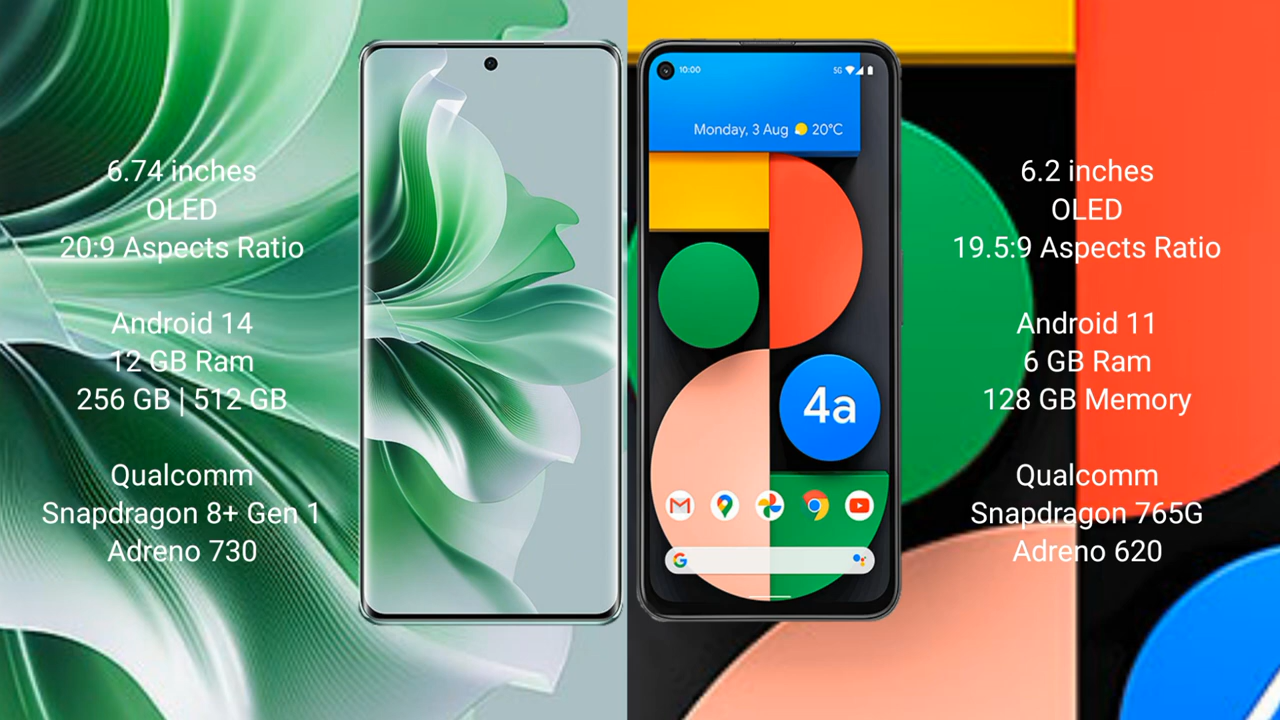 6.74 inches
OLED
20:9 Aspects Ratio
Android 14
12 GB Ram
256 GB | 512 GB
Qualcomm
Snapdragon 8+ Gen 1
Adreno 730
10:00
5G
Monday, 3 Aug 20°C
4a
6.2 inches
OLED
19.5:9 Aspects Ratio
Android 11
6 GB Ram
128 GB Memory
Qualcomm
Snapdragon 765G
Adreno 620